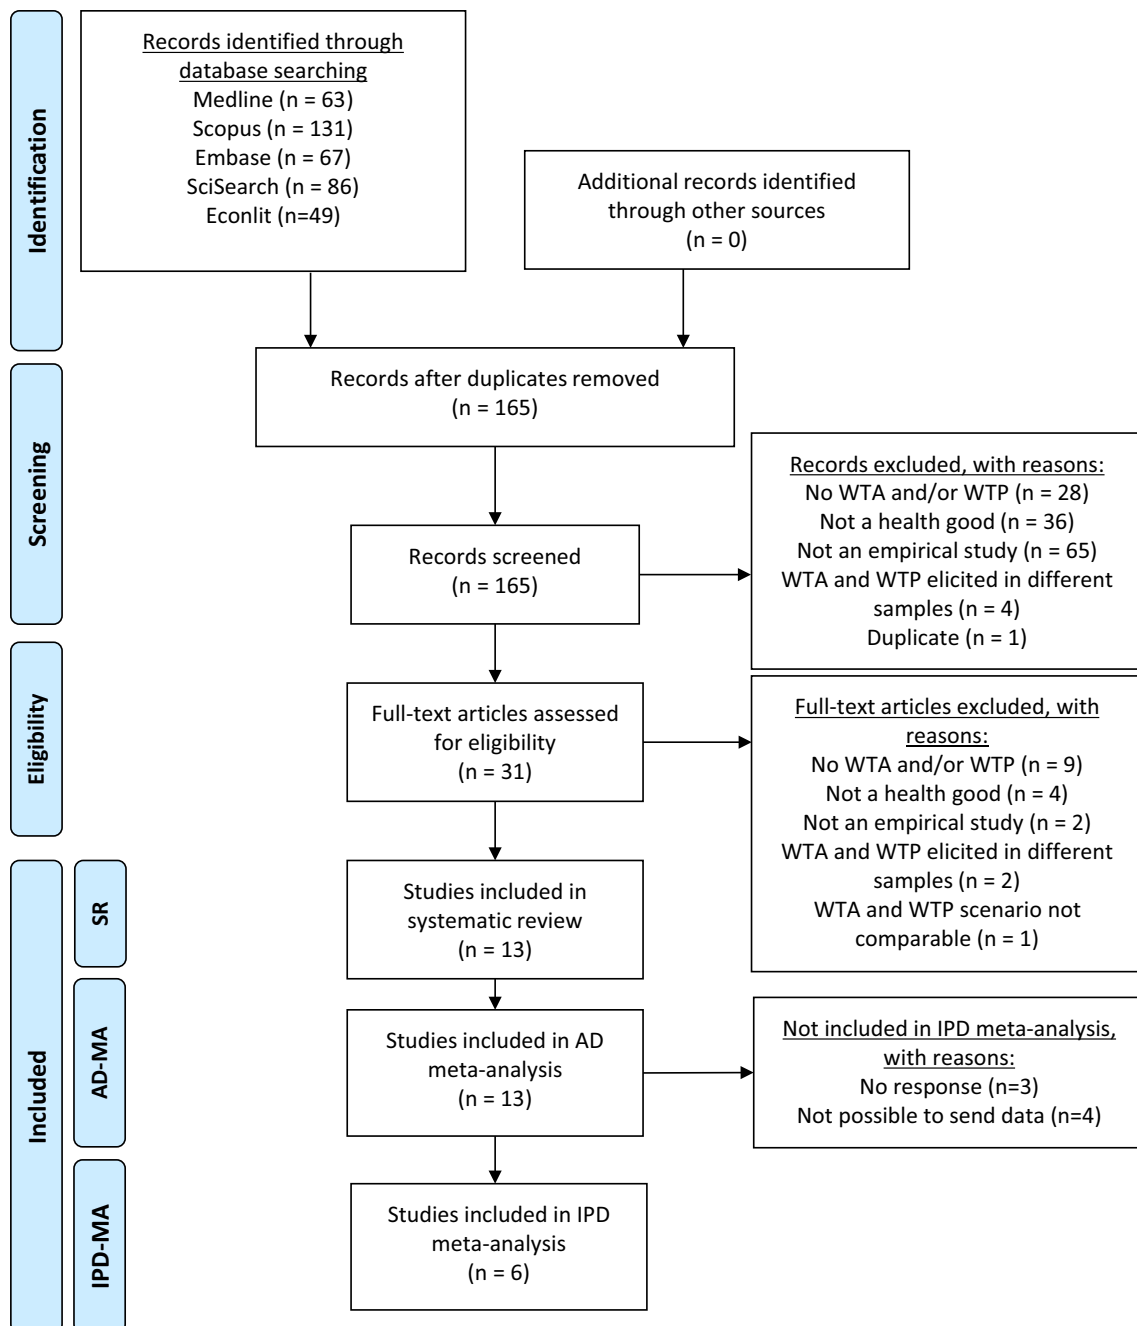 Identification
Records identified through
database searching
Medline (n = 63)
Scopus (n = 131)
Embase (n = 67)
SciSearch (n = 86)
Econlit (n=49)
Additional records identified
through other sources
(n = 0)
Records after duplicates removed
(n = 165)
Screening
Records screened
(n = 165)
Records excluded, with reasons:
No WTA and/or WTP (n = 28)
Not a health good (n = 36)
Not an empirical study (n = 65)
WTA and WTP elicited in different
samples (n = 4)
Duplicate (n = 1)
Eligibility
Full-text articles assessed
for eligibility
(n = 31)
Full-text articles excluded, with
reasons:
No WTA and/or WTP (n = 9)
Not a health good (n = 4)
Not an empirical study (n = 2)
WTA and WTP elicited in different
samples (n = 2)
WTA and WTP scenario not
comparable (n = 1)
Included
SR
Studies included in
systematic review
(n = 13)
AD-MA
Studies included in AD
meta-analysis
(n = 13)
Not included in IPD meta-analysis,
with reasons:
No response (n=3)
Not possible to send data (n=4)
IPD-MA
Studies included in IPD
meta-analysis
(n = 6)